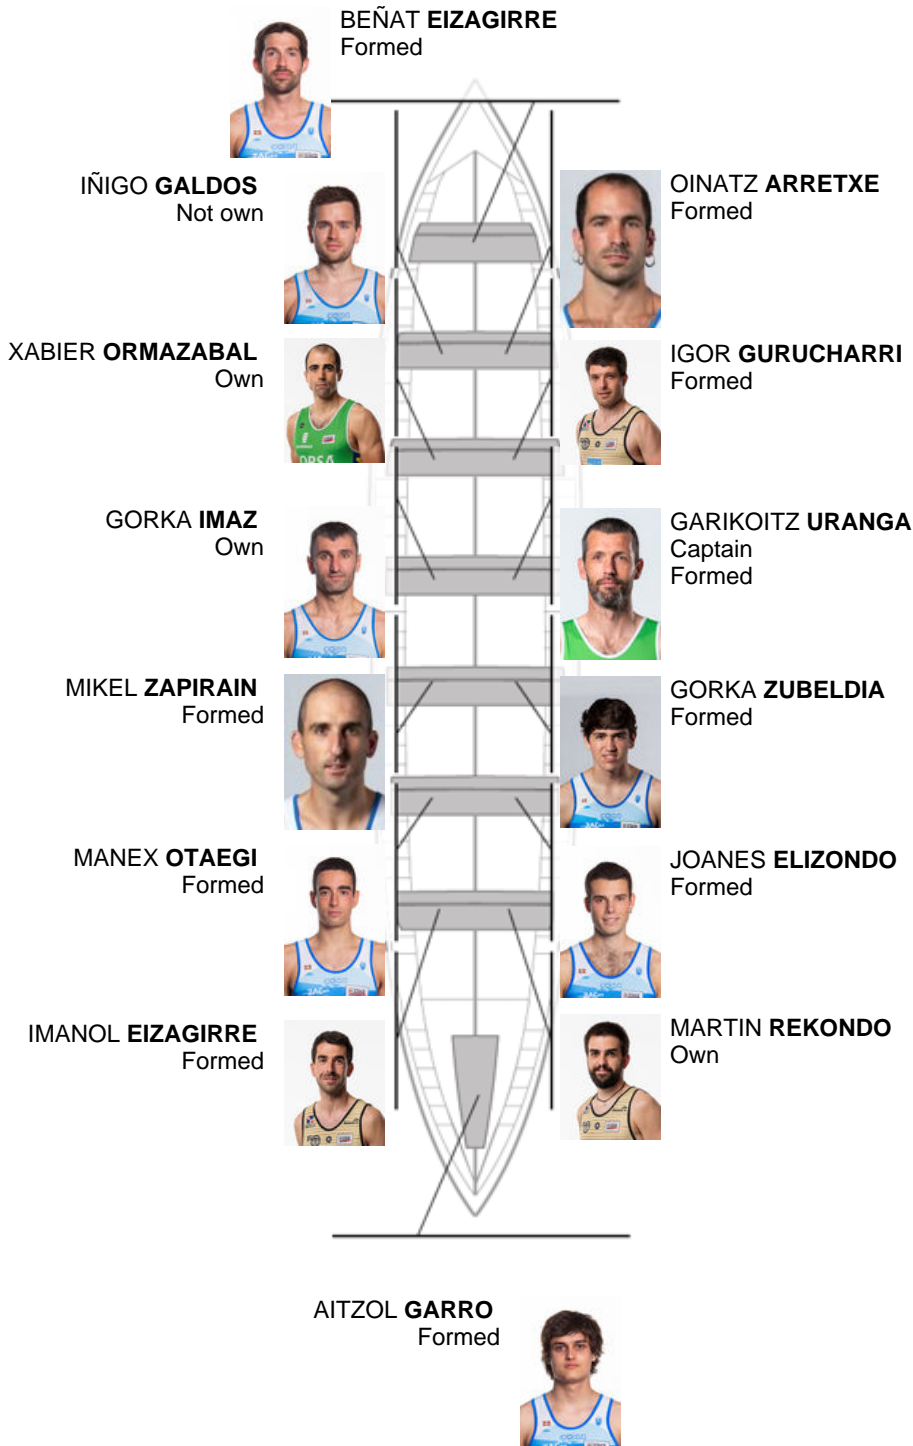 BEÑAT EIZAGIRRE
Formed
IÑIGO GALDOS
Not own
OINATZ ARRETXE
Formed
XABIER ORMAZABAL
Own
IGOR GURUCHARRI
Formed
GORKA IMAZ
Own
GARIKOITZ URANGA
Captain
Formed
MIKEL ZAPIRAIN
Formed
GORKA ZUBELDIA
Formed
MANEX OTAEGI
Formed
JOANES ELIZONDO
Formed
IMANOL EIZAGIRRE
Formed
MARTIN REKONDO
Own
AITZOL GARRO
Formed